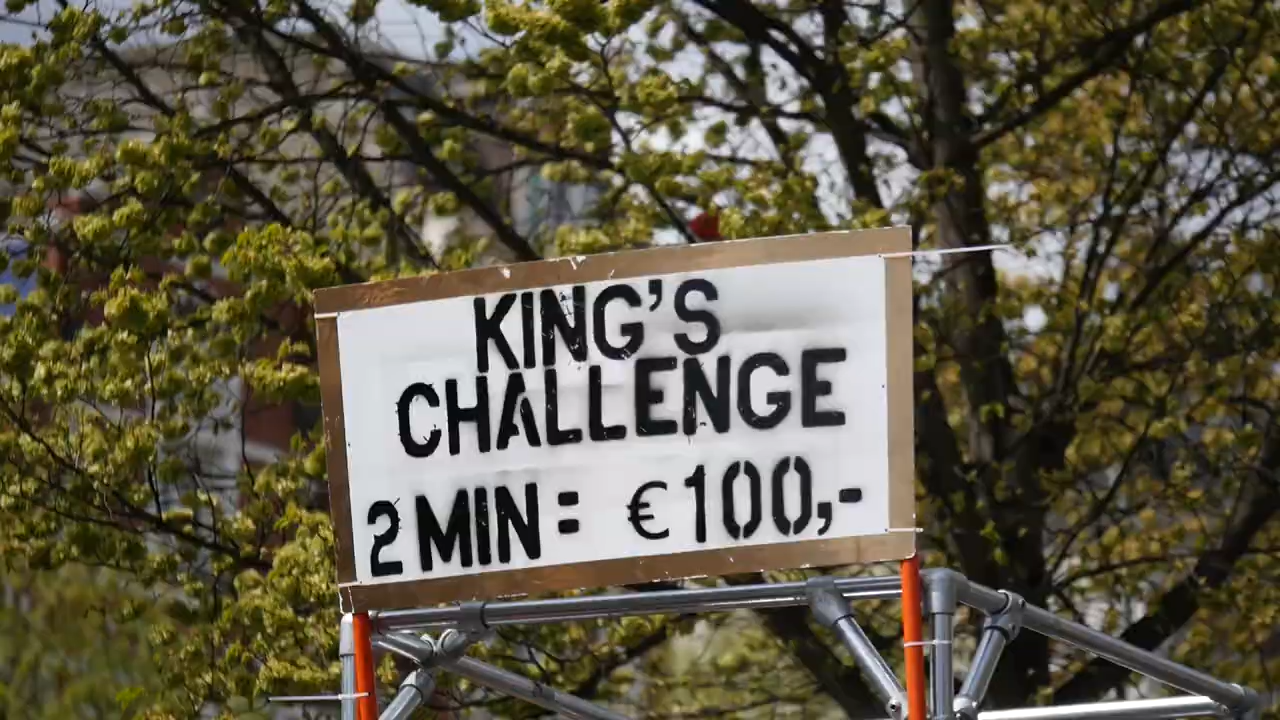 KING'S
CHALLENGE
2 MIN = €100,-